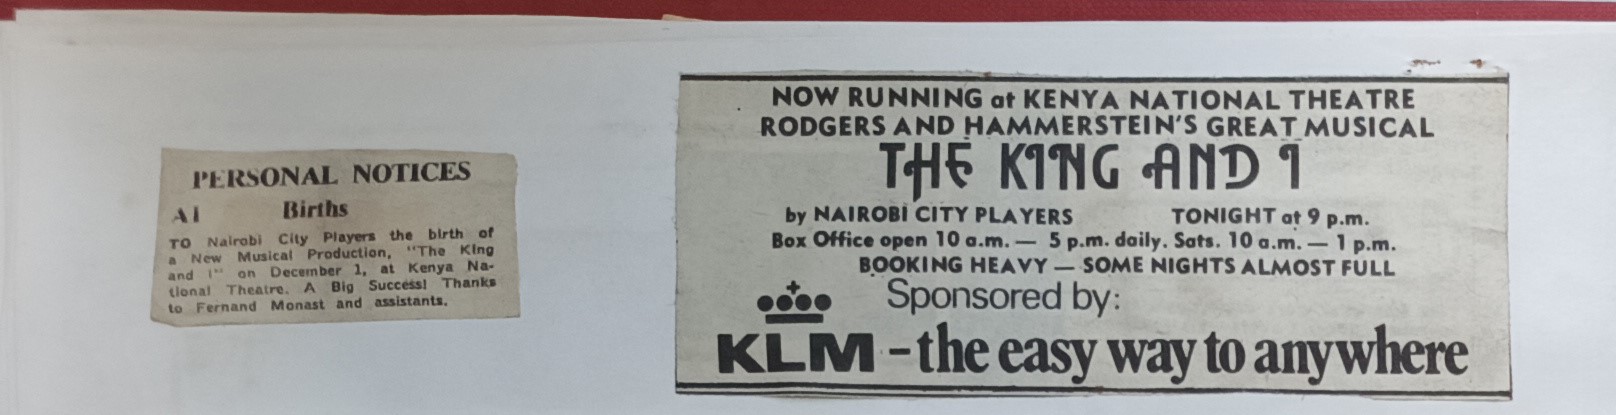 PERSONAL NOTICES
A1 Births
TO Nairobi City Players the birth of
a New Musical Production, "The King
and I" on December 1, at Kenya Na-
tional Theatre. A Big Success! Thanks
to Fernand Monast and assistants.
NOW RUNNING at KENYA NATIONAL THEATRE
RODGERS AND HAMMERSTEIN'S GREAT MUSICAL
THE KING AND I
by NAIROBI CITY PLAYERS TONIGHT at 9 p.m.
Box Office open 10 a.m. — 5 p.m. daily. Sats. 10 a.m. — 1 p.m.
BOOKING HEAVY — SOME NIGHTS ALMOST FULL
Sponsored by:
KLM - the easy way to anywhere